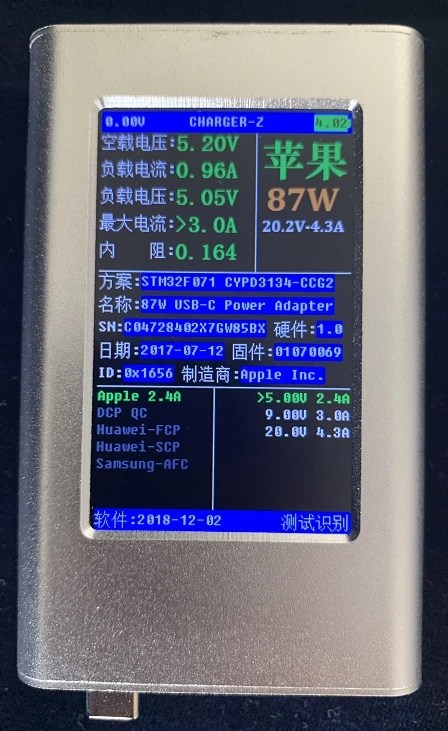 0.00V CHARGER-Z 4.02
空载电压:5.20V
负载电流:0.96A
负载电压:5.05V
最大电流:>3.0A
内 阻:0.164
苹果
87W
20.2V-4.3A
方案:STM32F071 CYPD3134-CCG2
名称:87W USB-C Power Adapter
SN:C04728402X7GW85BX 硬件:1.0
日期:2017-07-12 固件:01070069
ID:0x1656 制造商:Apple Inc.
Apple 2.4A
DCP QC
Huawei-FCP
Huawei-SCP
Samsung-AFC
>5.00V 2.4A
9.00V 3.0A
20.0V 4.3A
软件:2018-12-02 测试识别